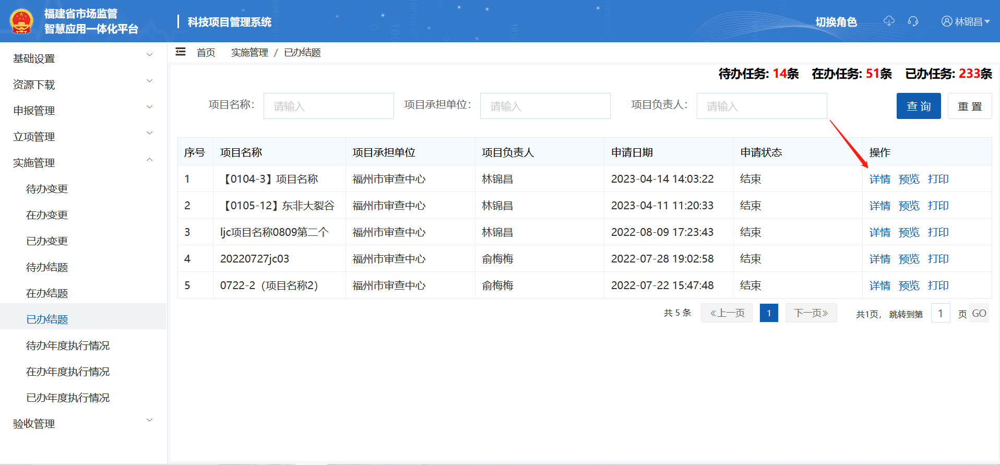 福建省市场监管
智慧应用一体化平台
科技项目管理系统
切换角色
林锦昌
基础设置
资源下载
申报管理
立项管理
实施管理
待办变更
在办变更
已办变更
待办结题
在办结题
已办结题
待办年度执行情况
在办年度执行情况
已办年度执行情况
验收管理
首页 实施管理 / 已办结题
待办任务: 14条 在办任务: 51条 已办任务: 233条
项目名称： 请输入 项目承担单位： 请输入 项目负责人： 请输入 查 询 重 置
序号 项目名称 项目承担单位 项目负责人 申请日期 申请状态 操作
1 【0104-3】项目名称 福州市审查中心 林锦昌 2023-04-14 14:03:22 结束 详情 预览 打印
2 【0105-12】东非大裂谷 福州市审查中心 林锦昌 2023-04-11 11:20:33 结束 详情 预览 打印
3 ljc项目名称0809第二个 福州市审查中心 林锦昌 2022-08-09 17:23:43 结束 详情 预览 打印
4 20220727jc03 福州市审查中心 俞梅梅 2022-07-28 19:02:58 结束 详情 预览 打印
5 0722-2（项目名称2） 福州市审查中心 俞梅梅 2022-07-22 15:47:48 结束 详情 预览 打印
共 5 条 «上一页 1 下一页» 共1页， 跳转到第 1 页 GO